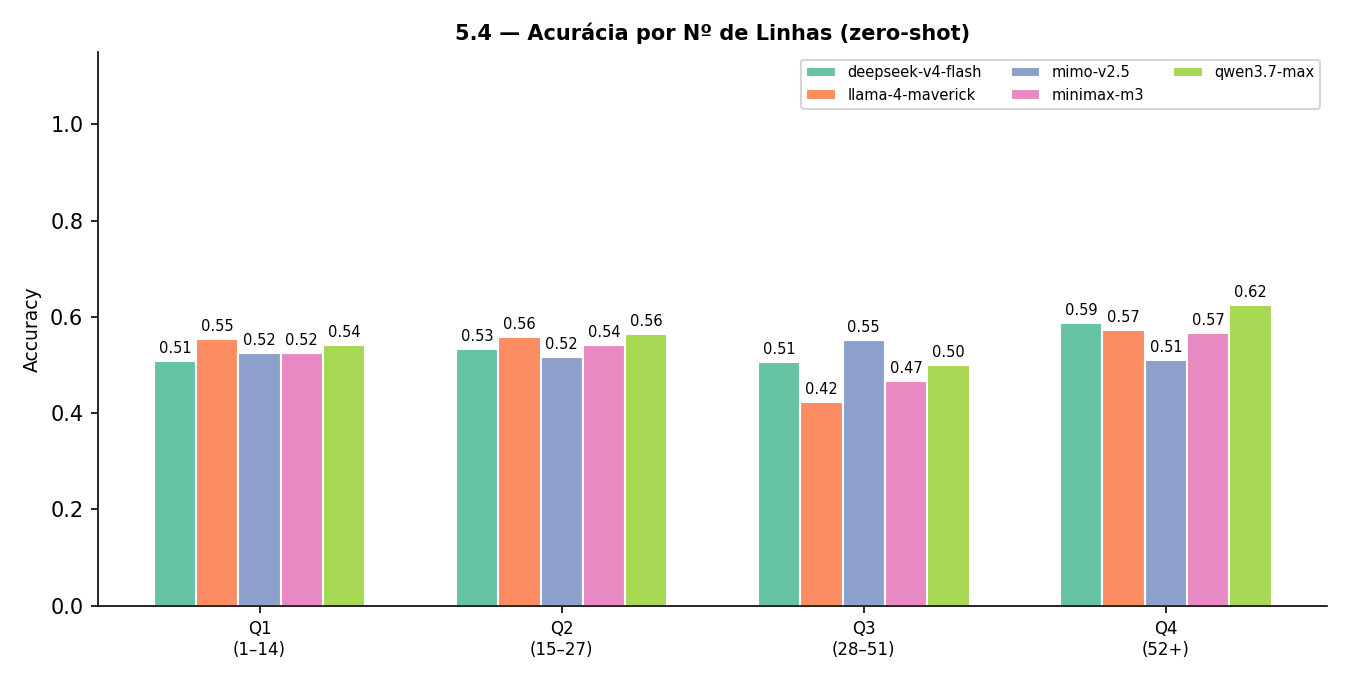 5.4 — Acurácia por Nº de Linhas (zero-shot)
deepseek-v4-flash
llama-4-maverick
mimo-v2.5
minimax-m3
qwen3.7-max
Accuracy
1.0
0.8
0.6
0.4
0.2
0.0
0.51 0.55 0.52 0.52 0.54
0.53 0.56 0.52 0.54 0.56
0.51 0.42 0.55 0.47 0.50
0.59 0.57 0.51 0.57 0.62
Q1
(1–14)
Q2
(15–27)
Q3
(28–51)
Q4
(52+)